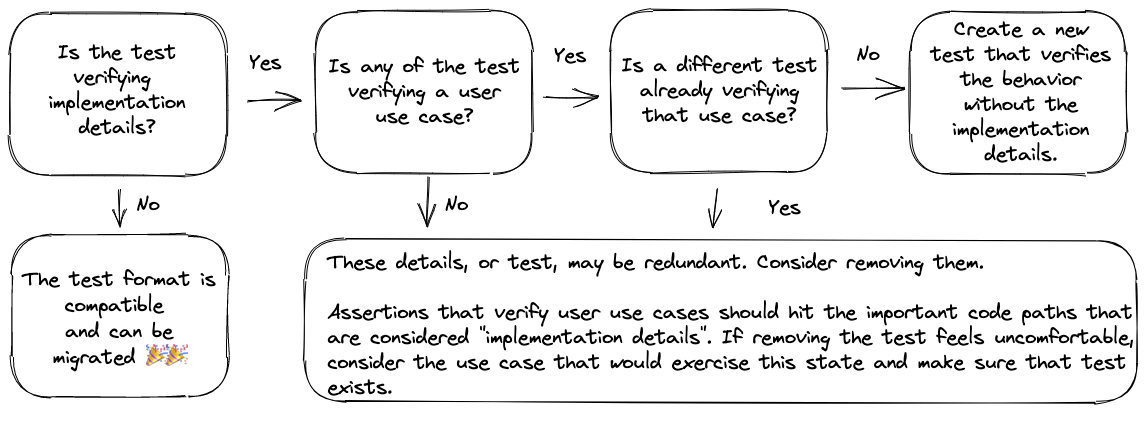 Is the test
verifying
implementation
details?
Yes
Is any of the test
verifying a user
use case?
Yes
Is a different test
already verifying
that use case?
No
Create a new
test that verifies
the behavior
without the
implementation
details.
No
No
Yes
The test format is
compatible
and can be
migrated 🎉🎉
These details, or test, may be redundant. Consider removing them.
Assertions that verify user use cases should hit the important code paths that
are considered "implementation details". If removing the test feels uncomfortable,
consider the use case that would exercise this state and make sure that test
exists.